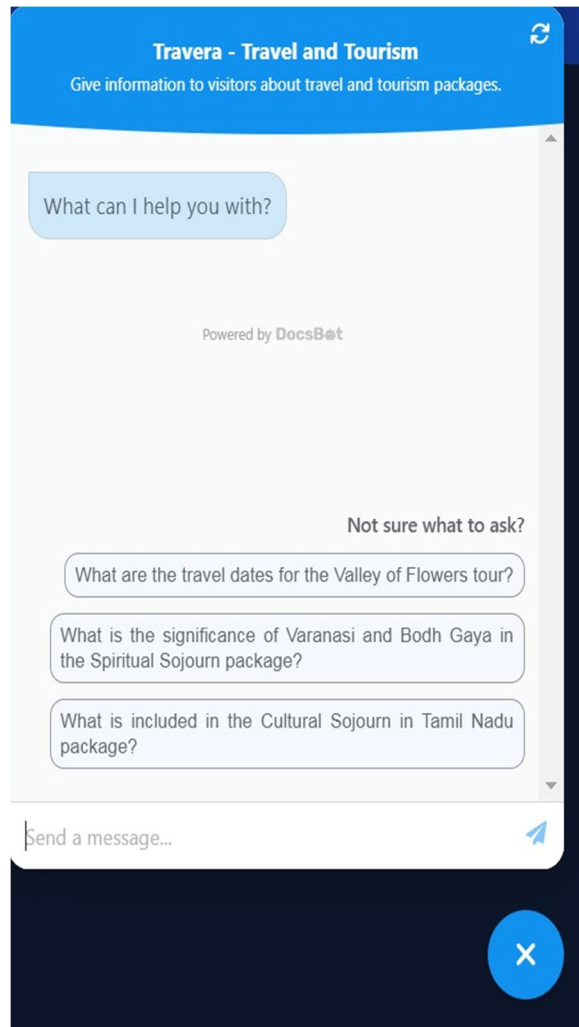 Travera - Travel and Tourism
Give information to visitors about travel and tourism packages.
What can I help you with?
Powered by DocsBot
Not sure what to ask?
What are the travel dates for the Valley of Flowers tour?
What is the significance of Varanasi and Bodh Gaya in
the Spiritual Sojourn package?
What is included in the Cultural Sojourn in Tamil Nadu
package?
Send a message...